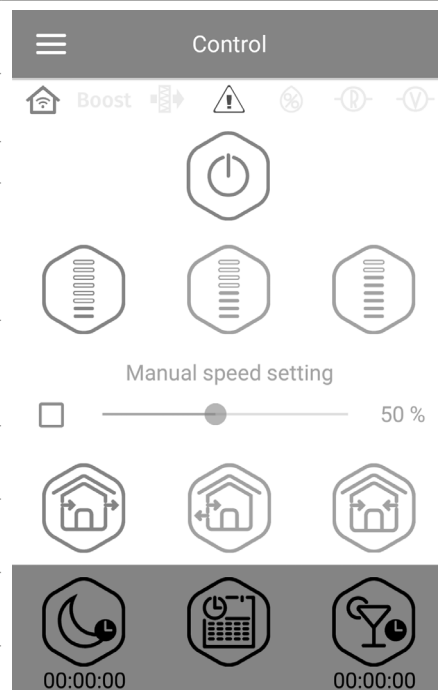 Control
Boost % R V
Manual speed setting
50 %
00:00:00 00:00:00